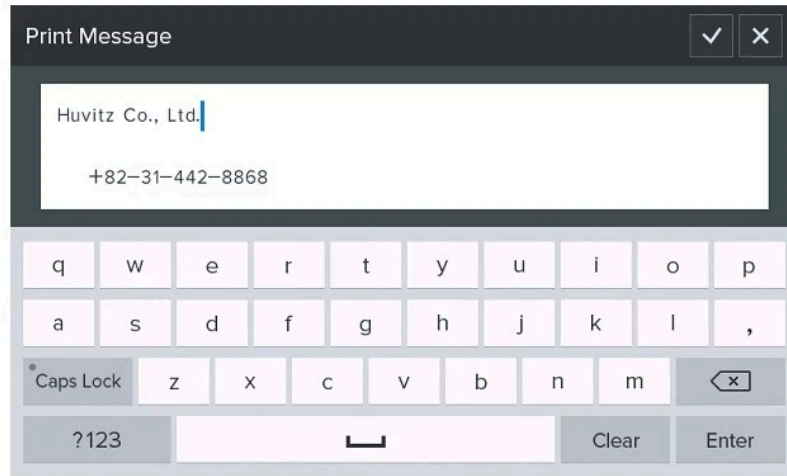 Print Message
Huvitz Co., Ltd.
+82-31-442-8868
q w e r t y u i o p
a s d f g h j k l ,
Caps Lock z x c v b n m
?123 Clear Enter